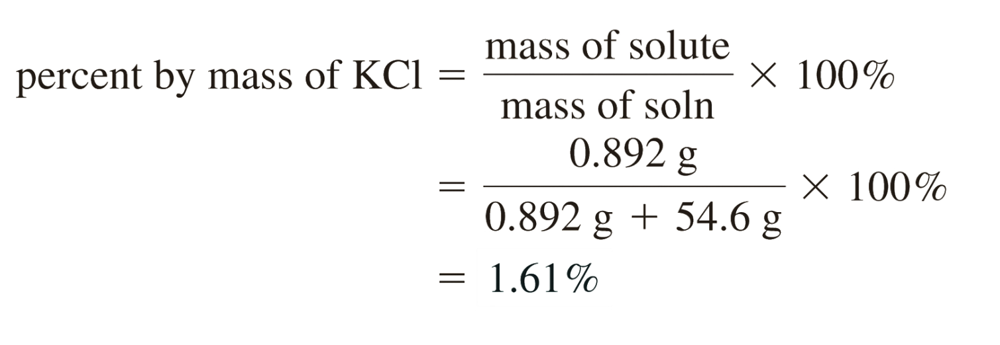 percent by mass of KCl = mass of solute / mass of soln × 100%
= 0.892 g / 0.892 g + 54.6 g × 100%
= 1.61%